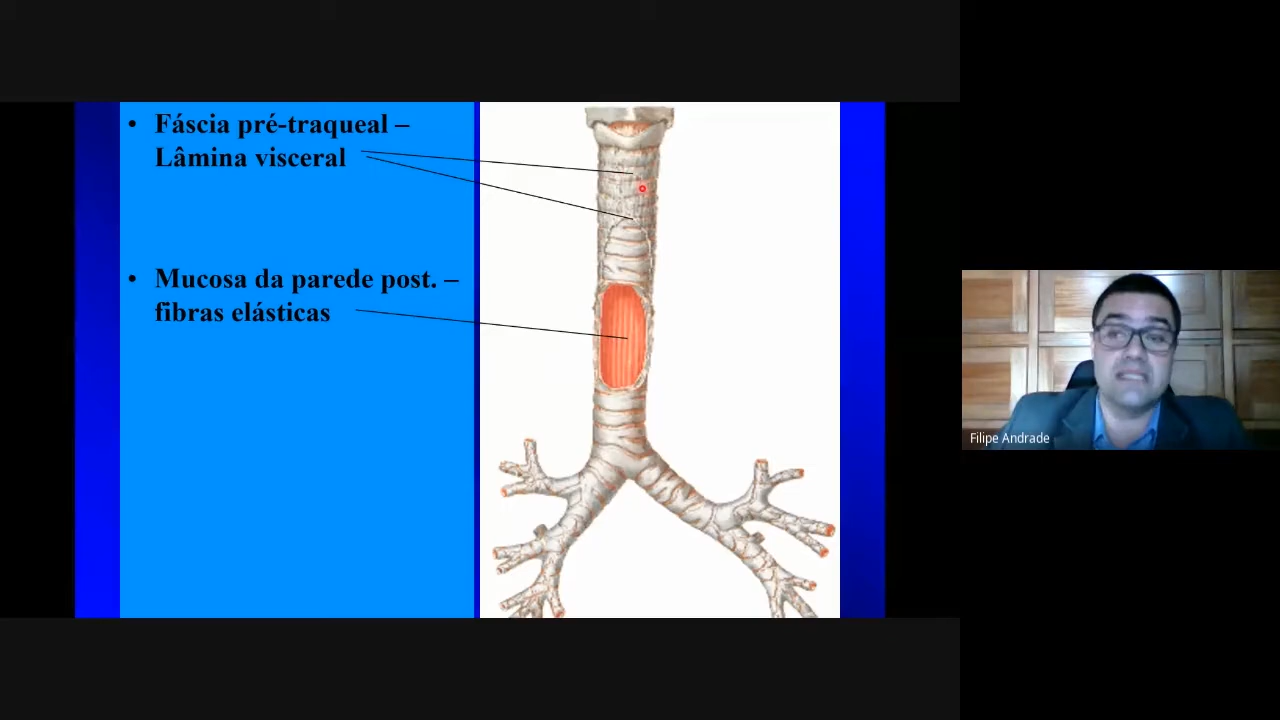 • Fáscia pré-traqueal –
Lâmina visceral
• Mucosa da parede post. –
fibras elásticas
Filipe Andrade